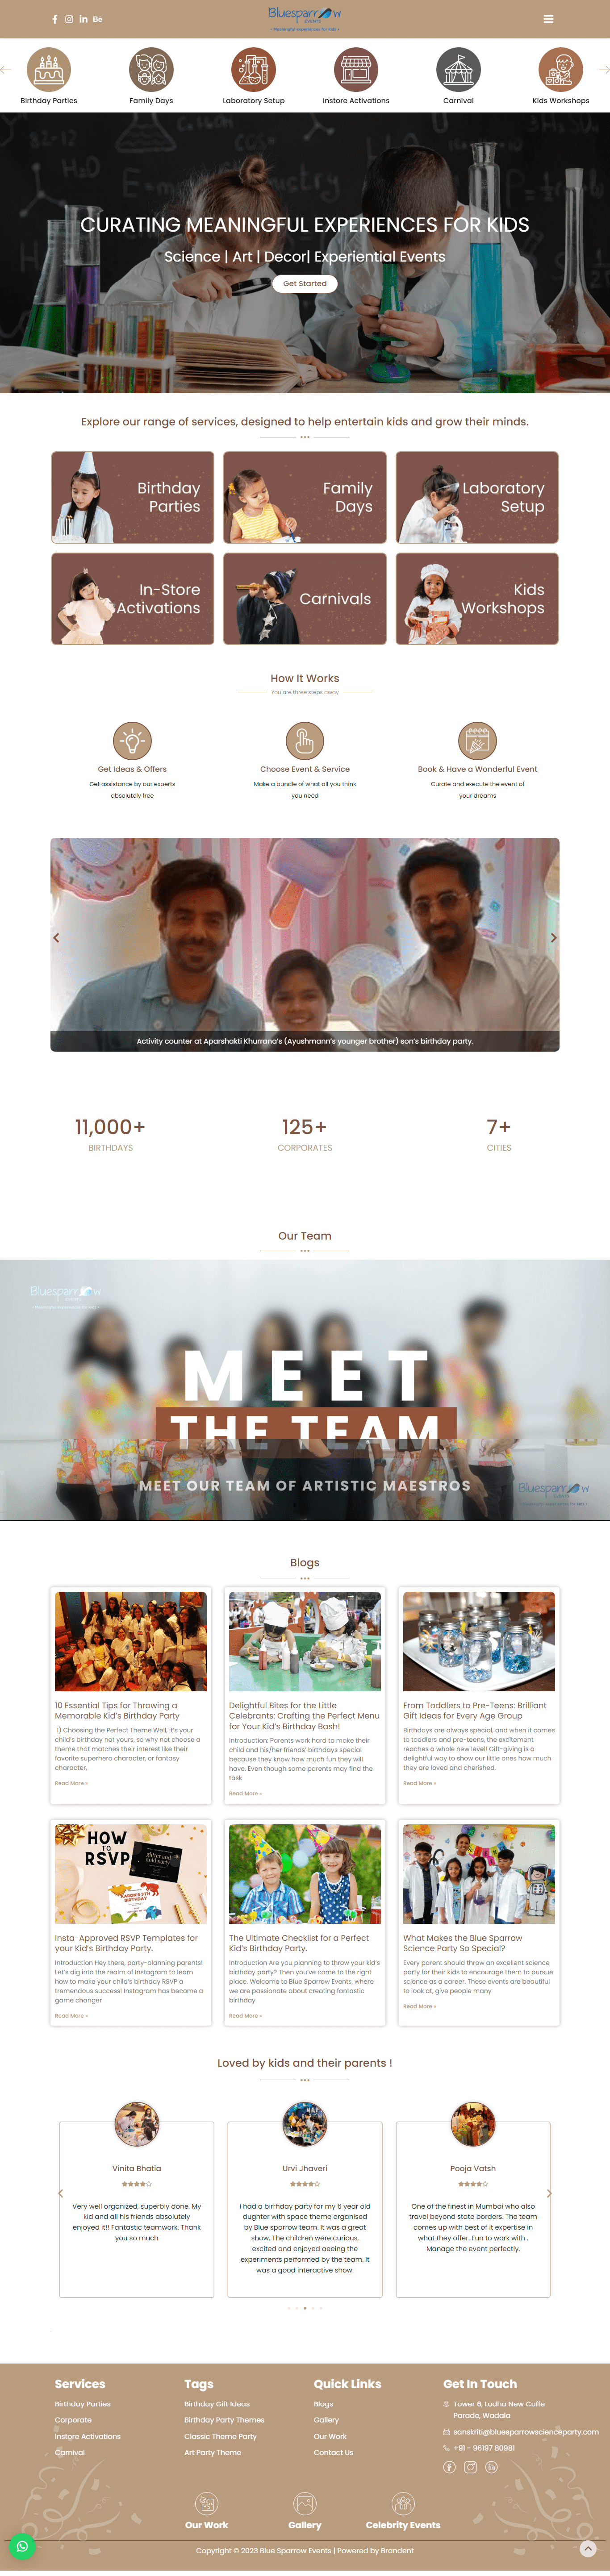 Bē
Bluesparrow
EVENTS
• Meaningful experiences for kids •
Birthday Parties
Family Days
Laboratory Setup
Instore Activations
Carnival
Kids Workshops
CURATING MEANINGFUL EXPERIENCES FOR KIDS
Science | Art | Decor| Experiential Events
Get Started
Explore our range of services, designed to help entertain kids and grow their minds.
Birthday
Parties
Family
Days
Laboratory
Setup
In-Store
Activations
Carnivals
Kids
Workshops
How It Works
You are three steps away
Get Ideas & Offers
Get assistance by our experts
absolutely free
Choose Event & Service
Make a bundle of what all you think
you need
Book & Have a Wonderful Event
Curate and execute the event of
your dreams
Activity counter at Aparshakti Khurrana's (Ayushmann's younger brother) son's birthday party.
11,000+
BIRTHDAYS
125+
CORPORATES
7+
CITIES
Our Team
Bluesparrow
MEET
THE TEAM
MEET OUR TEAM OF ARTISTIC MAESTROS
Bluesparrow
Blogs
10 Essential Tips for Throwing a
Memorable Kid's Birthday Party
1) Choosing the Perfect Theme Well, it's your
child's birthday not yours, so why not choose a
theme that matches their interest like their
favorite superhero character, or fantasy
character,
Read More »
Delightful Bites for the Little
Celebrants: Crafting the Perfect Menu
for Your Kid's Birthday Bash!
Introduction: Parents work hard to make their
child and his/her friends' birthdays special
because they know how much fun they will
have. Even though some parents may find the
task
Read More »
From Toddlers to Pre-Teens: Brilliant
Gift Ideas for Every Age Group
Birthdays are always special, and when it comes
to toddlers and pre-teens, the excitement
reaches a whole new level! Gift-giving is a
delightful way to show our little ones how much
they are loved and cherished.
Read More »
HOW
TO
RSVP
glitter and
gold party
AARON'S 9TH
BIRTHDAY
Insta-Approved RSVP Templates for
your Kid's Birthday Party.
Introduction Hey there, party-planning parents!
Let's dig into the realm of Instagram to learn
how to make your child's birthday RSVP a
tremendous success! Instagram has become a
game changer
Read More »
The Ultimate Checklist for a Perfect
Kid's Birthday Party.
Introduction Are you planning to throw your kid's
birthday party? Then you've come to the right
place. Welcome to Blue Sparrow Events, where
we are passionate about creating fantastic
birthday
Read More »
What Makes the Blue Sparrow
Science Party So Special?
Every parent should throw an excellent science
party for their kids to encourage them to pursue
science as a career. These events are beautiful
to look at, give people many
Read More »
Loved by kids and their parents !
Vinita Bhatia
Very well organized, superbly done. My
kid and all his friends absolutely
enjoyed it!! Fantastic teamwork. Thank
you so much
Urvi Jhaveri
I had a birrhday party for my 6 year old
dughter with space theme organised
by Blue sparrow team. It was a great
show. The children were curious,
excited and enjoyed aeeing the
experiments performed by the team. It
was a good interactive show.
Pooja Vatsh
One of the finest in Mumbai who also
travel beyond state borders. The team
comes up with best of it expertise in
what they offer. Fun to work with .
Manage the event perfectly.
Services
Birthday Parties
Corporate
Instore Activations
Carnival
Tags
Birthday Gift Ideas
Birthday Party Themes
Classic Theme Party
Art Party Theme
Quick Links
Blogs
Gallery
Our Work
Contact Us
Get In Touch
Tower 6, Lodha New Cuffe
Parade, Wadala
sanskriti@bluesparrowscienceparty.com
+91 - 96197 80981
Our Work
Gallery
Celebrity Events
Copyright © 2023 Blue Sparrow Events | Powered by Brandent